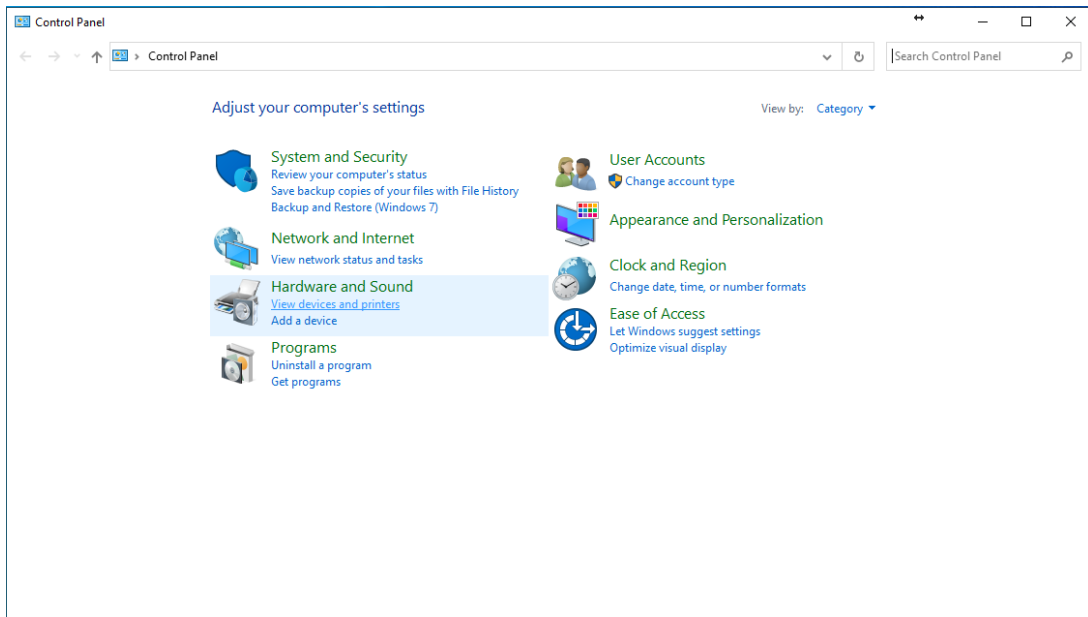 Control Panel
Control Panel
Search Control Panel
Adjust your computer's settings
View by: Category
System and Security
Review your computer's status
Save backup copies of your files with File History
Backup and Restore (Windows 7)
Network and Internet
View network status and tasks
Hardware and Sound
View devices and printers
Add a device
Programs
Uninstall a program
Get programs
User Accounts
Change account type
Appearance and Personalization
Clock and Region
Change date, time, or number formats
Ease of Access
Let Windows suggest settings
Optimize visual display